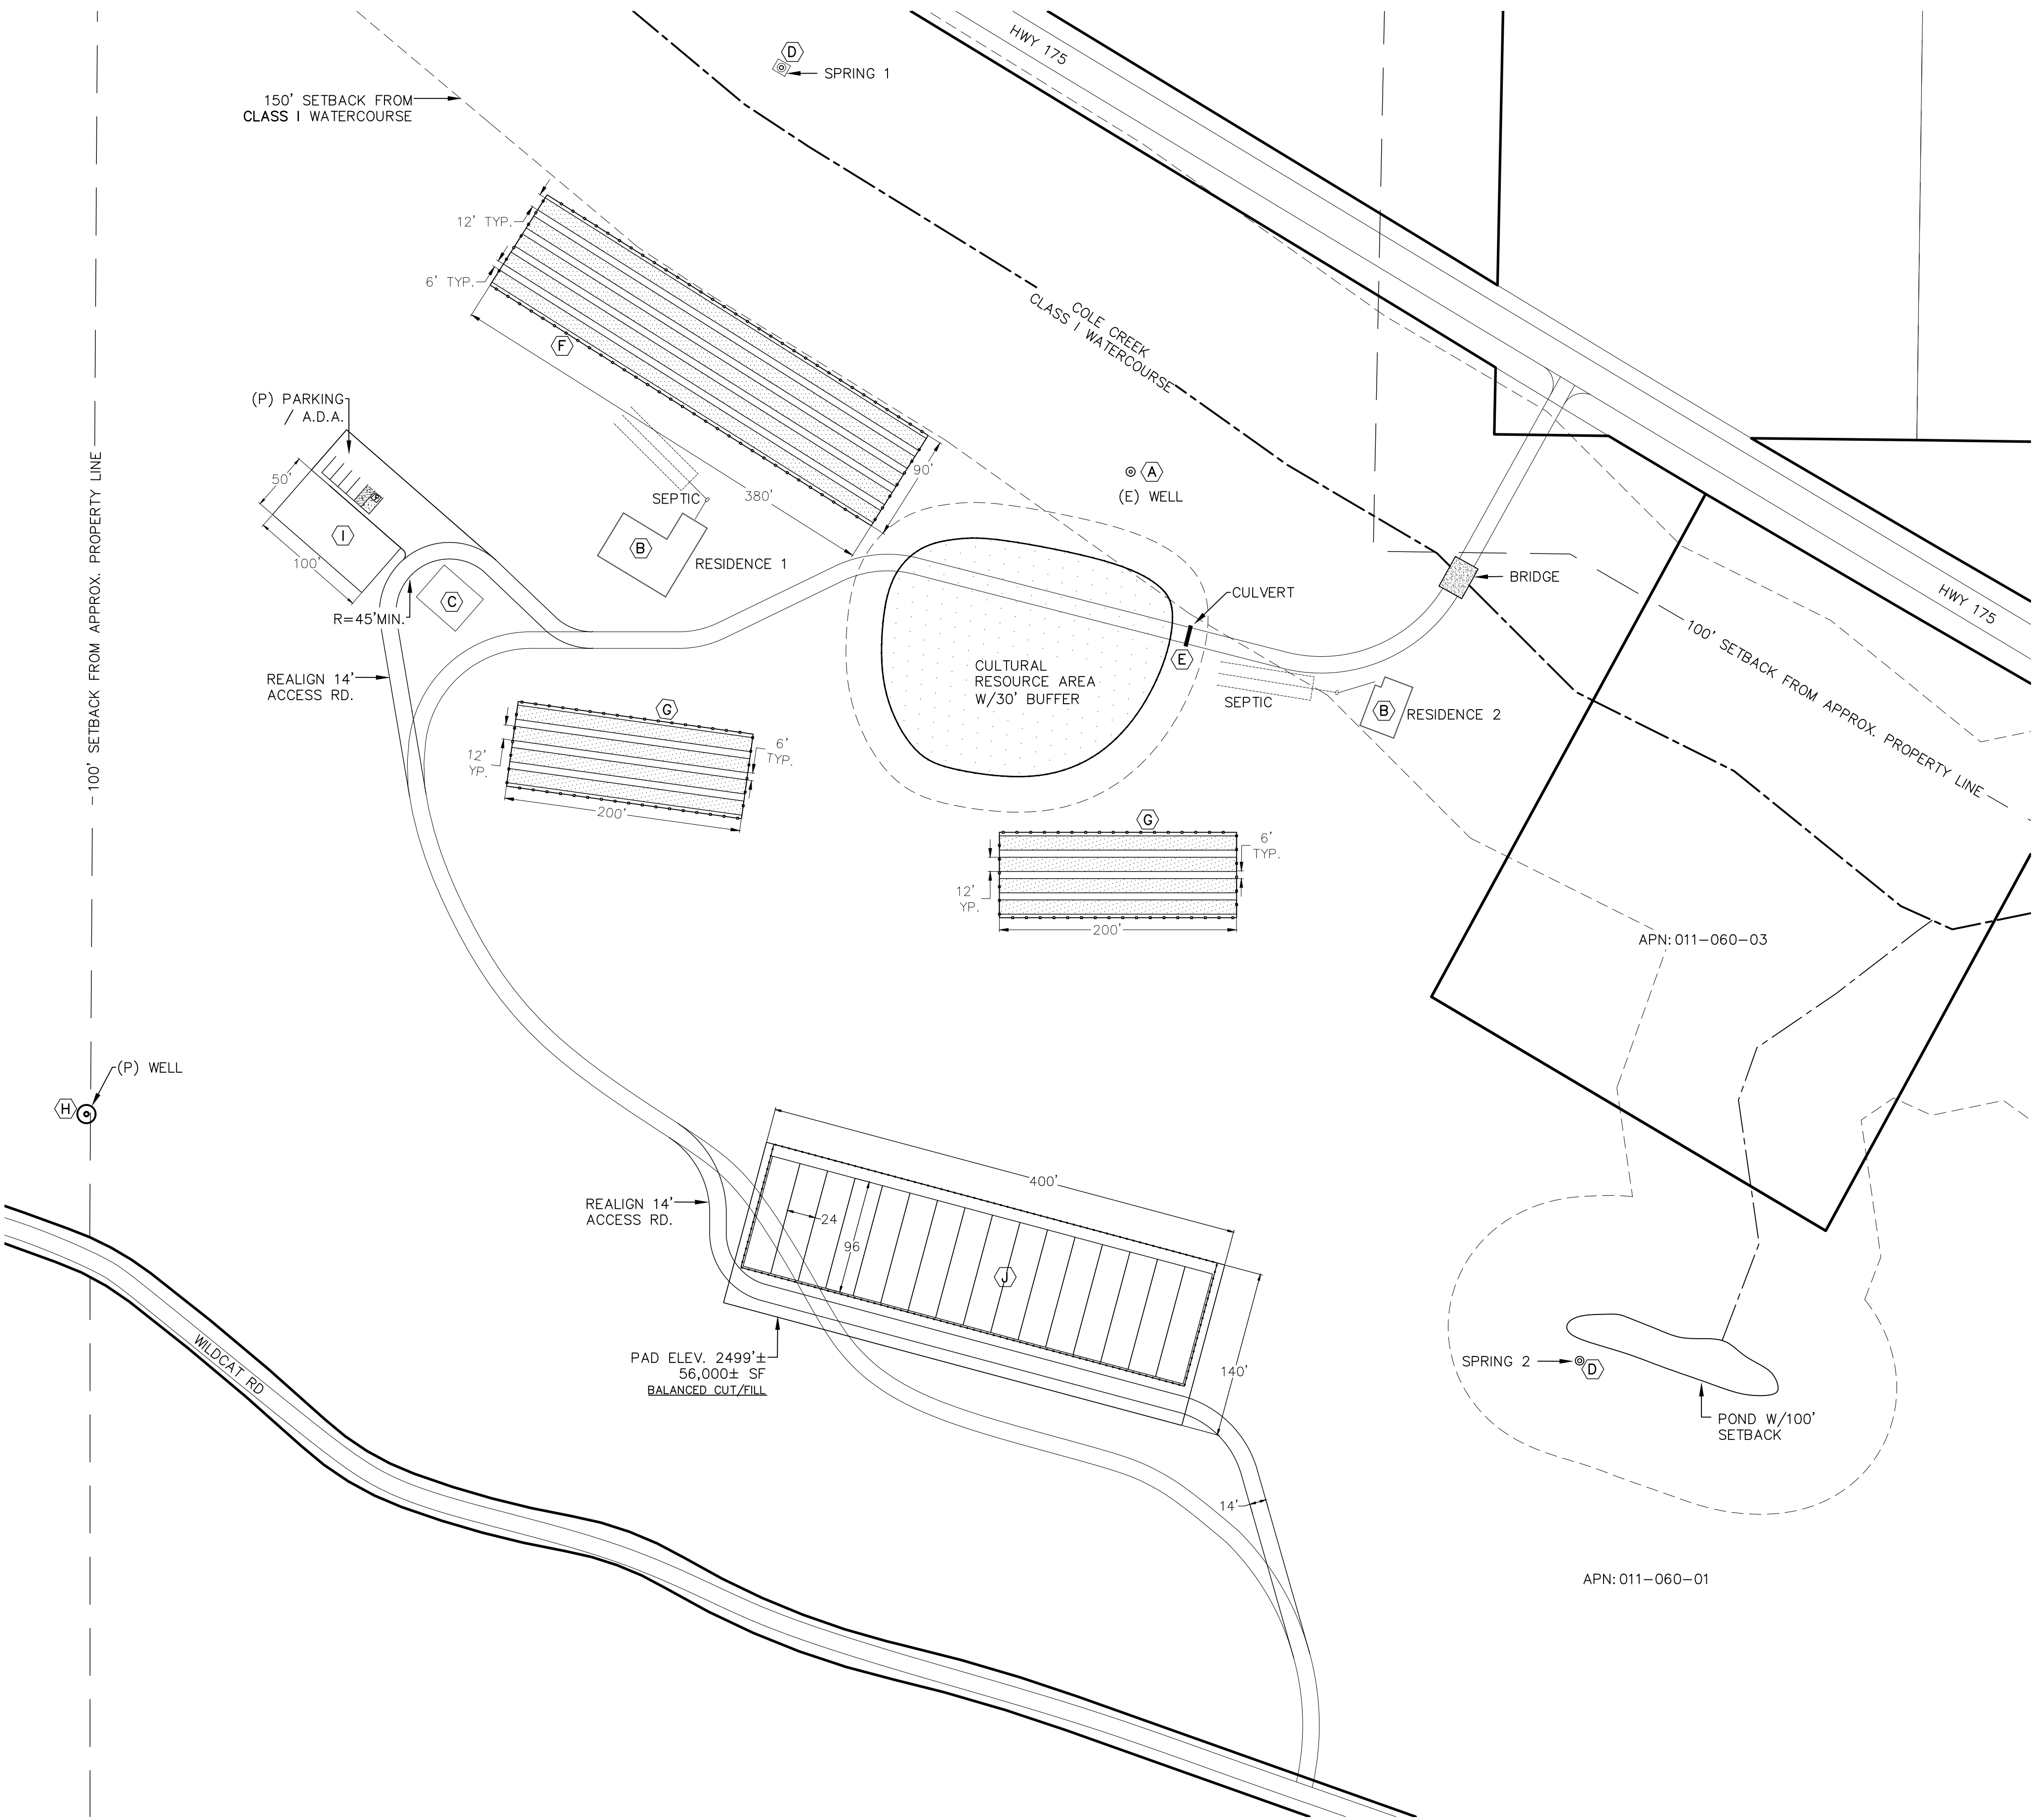 HWY 175
D
SPRING 1
150' SETBACK FROM
CLASS I WATERCOURSE
12' TYP.
6' TYP.
F
COLE CREEK
CLASS I WATERCOURSE
(P) PARKING
/ A.D.A.
50'
I
100'
R=45'MIN.
C
SEPTIC
B
RESIDENCE 1
380'
90'
A
(E) WELL
CULVERT
E
BRIDGE
HWY 175
100' SETBACK FROM APPROX. PROPERTY LINE
100' SETBACK FROM APPROX. PROPERTY LINE
CULTURAL
RESOURCE AREA
W/30' BUFFER
SEPTIC
B
RESIDENCE 2
REALIGN 14'
ACCESS RD.
G
12'
YP.
6'
TYP.
200'
G
6'
TYP.
12'
YP.
200'
APN: 011-060-03
(P) WELL
H
REALIGN 14'
ACCESS RD.
400'
24
96
J
140'
PAD ELEV. 2499'±
56,000± SF
BALANCED CUT/FILL
WILDCAT RD
14'
SPRING 2
D
POND W/100'
SETBACK
APN: 011-060-01